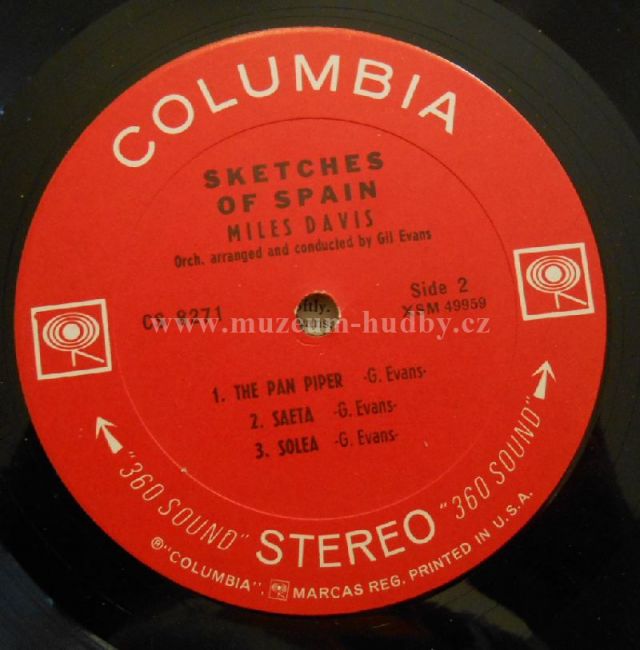 COLUMBIA
SKETCHES
OF SPAIN
MILES DAVIS
Orch. arranged and conducted by Gil Evans
CS 8271
Side 2
XSM 49959
www.muzeum-hudby.cz
1. THE PAN PIPER -G. Evans-
2. SAETA -G. Evans-
3. SOLEA -G. Evans-
"360 SOUND" STEREO "360 SOUND"
®"COLUMBIA", MARCAS REG. PRINTED IN U.S.A.